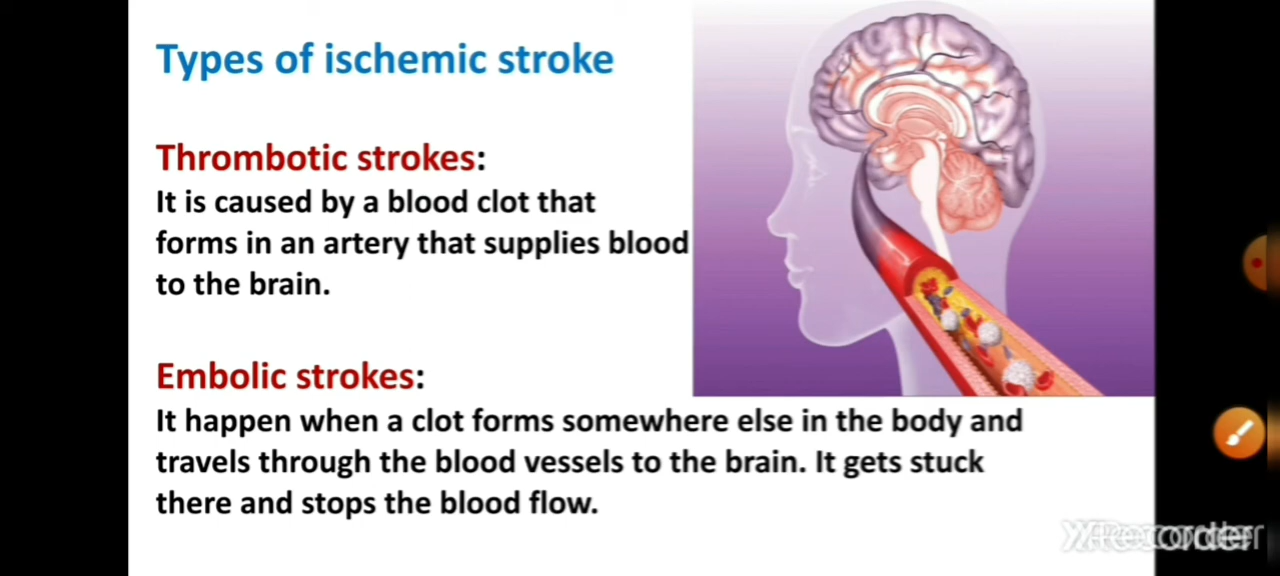 Types of ischemic stroke
Thrombotic strokes:
It is caused by a blood clot that
forms in an artery that supplies blood
to the brain.
Embolic strokes:
It happen when a clot forms somewhere else in the body and
travels through the blood vessels to the brain. It gets stuck
there and stops the blood flow.
XRecorder